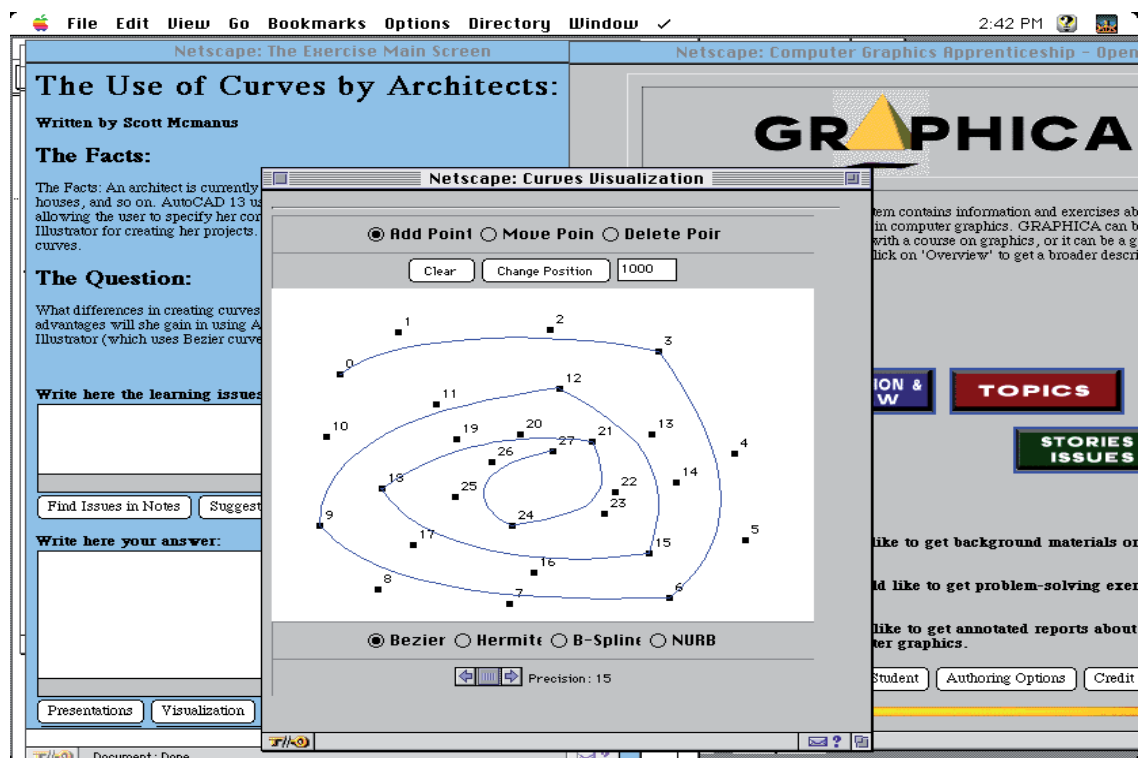 File Edit View Go Bookmarks Options Directory Window ✓ 2:42 PM
Netscape: The Exercise Main Screen
Netscape: Computer Graphics Apprenticeship - Open
The Use of Curves by Architects:
Written by Scott Mcmanus
The Facts:
The Facts: An architect is currently
houses, and so on. AutoCAD 13 us
allowing the user to specify her con
Illustrator for creating her projects.
curves.
The Question:
What differences in creating curves
advantages will she gain in using A
Illustrator (which uses Bezier curve
Write here the learning issues
Find Issues in Notes
Suggest
Write here your answer:
Presentations
Visualization
Document: Done
GRAPHICA
tem contains information and exercises ab
in computer graphics. GRAPHICA can b
with a course on graphics, or it can be a g
lick on 'Overview' to get a broader descri
ION &
W
TOPICS
STORIES
ISSUES
like to get background materials or
ld like to get problem-solving exer
like to get annotated reports about
ter graphics.
Student
Authoring Options
Credit
Netscape: Curves Visualization
Add Point Move Poin Delete Poir
Clear
Change Position
1000
0
1
2
3
4
5
6
7
8
9
10
11
12
13
14
15
16
17
18
19
20
21
22
23
24
25
26
27
Bezier Hermite B-Spline NURB
Precision: 15